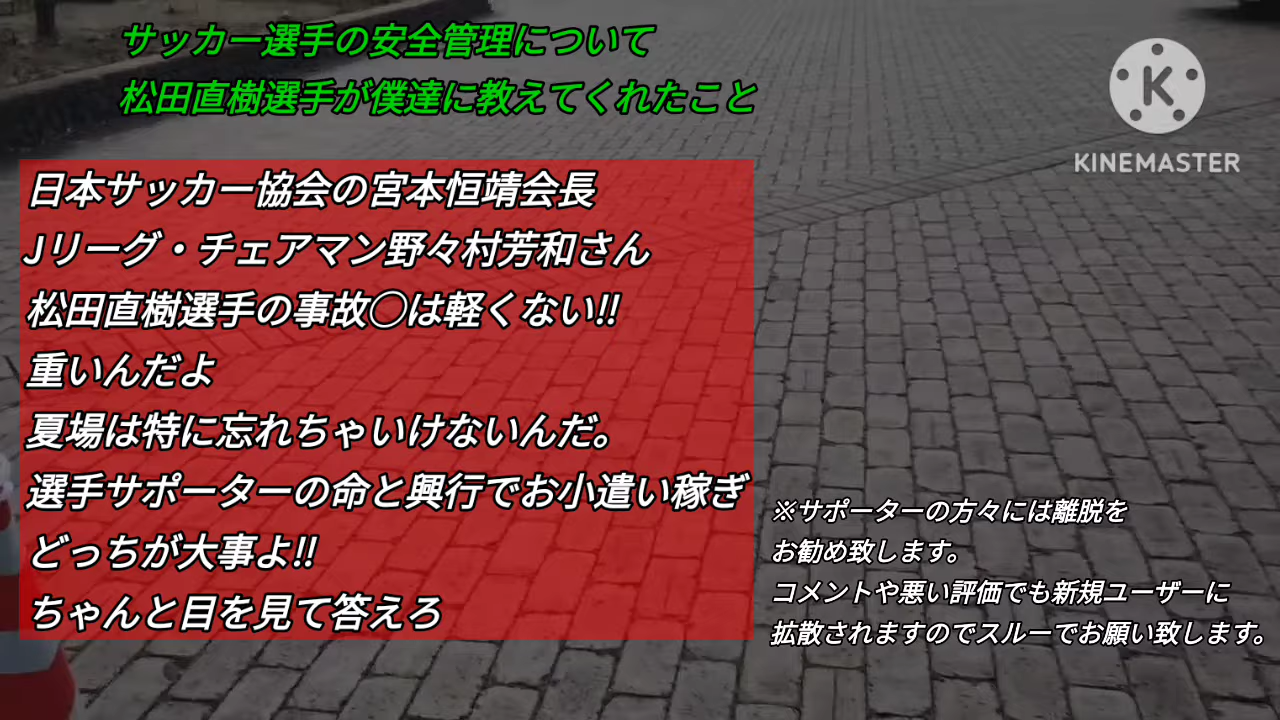 サッカー選手の安全管理について
松田直樹選手が僕達に教えてくれたこと
KINEMASTER
日本サッカー協会の宮本恒靖会長
Jリーグ・チェアマン野々村芳和さん
松田直樹選手の事故◯は軽くない!!
重いんだよ
夏場は特に忘れちゃいけないんだ。
選手サポーターの命と興行でお小遣い稼ぎ
どっちが大事よ!!
ちゃんと目を見て答えろ
※サポーターの方々には離脱を
お勧め致します。
コメントや悪い評価でも新規ユーザーに
拡散されますのでスルーでお願い致します。